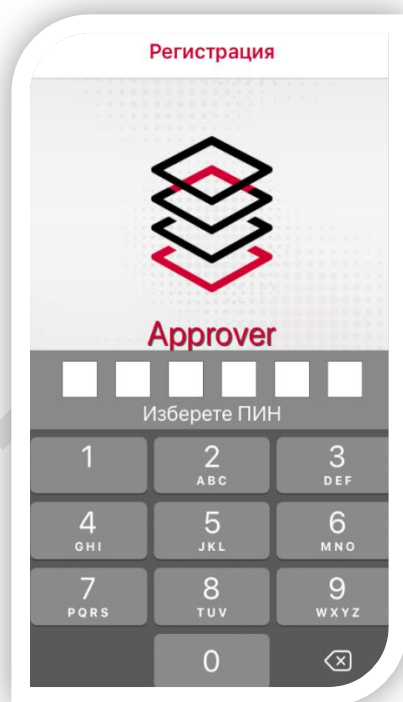 Регистрация
Approver
Изберете ПИН
1 2 3
ABC DEF
4 5 6
GHI JKL MNO
7 8 9
PQRS TUV WXYZ
0